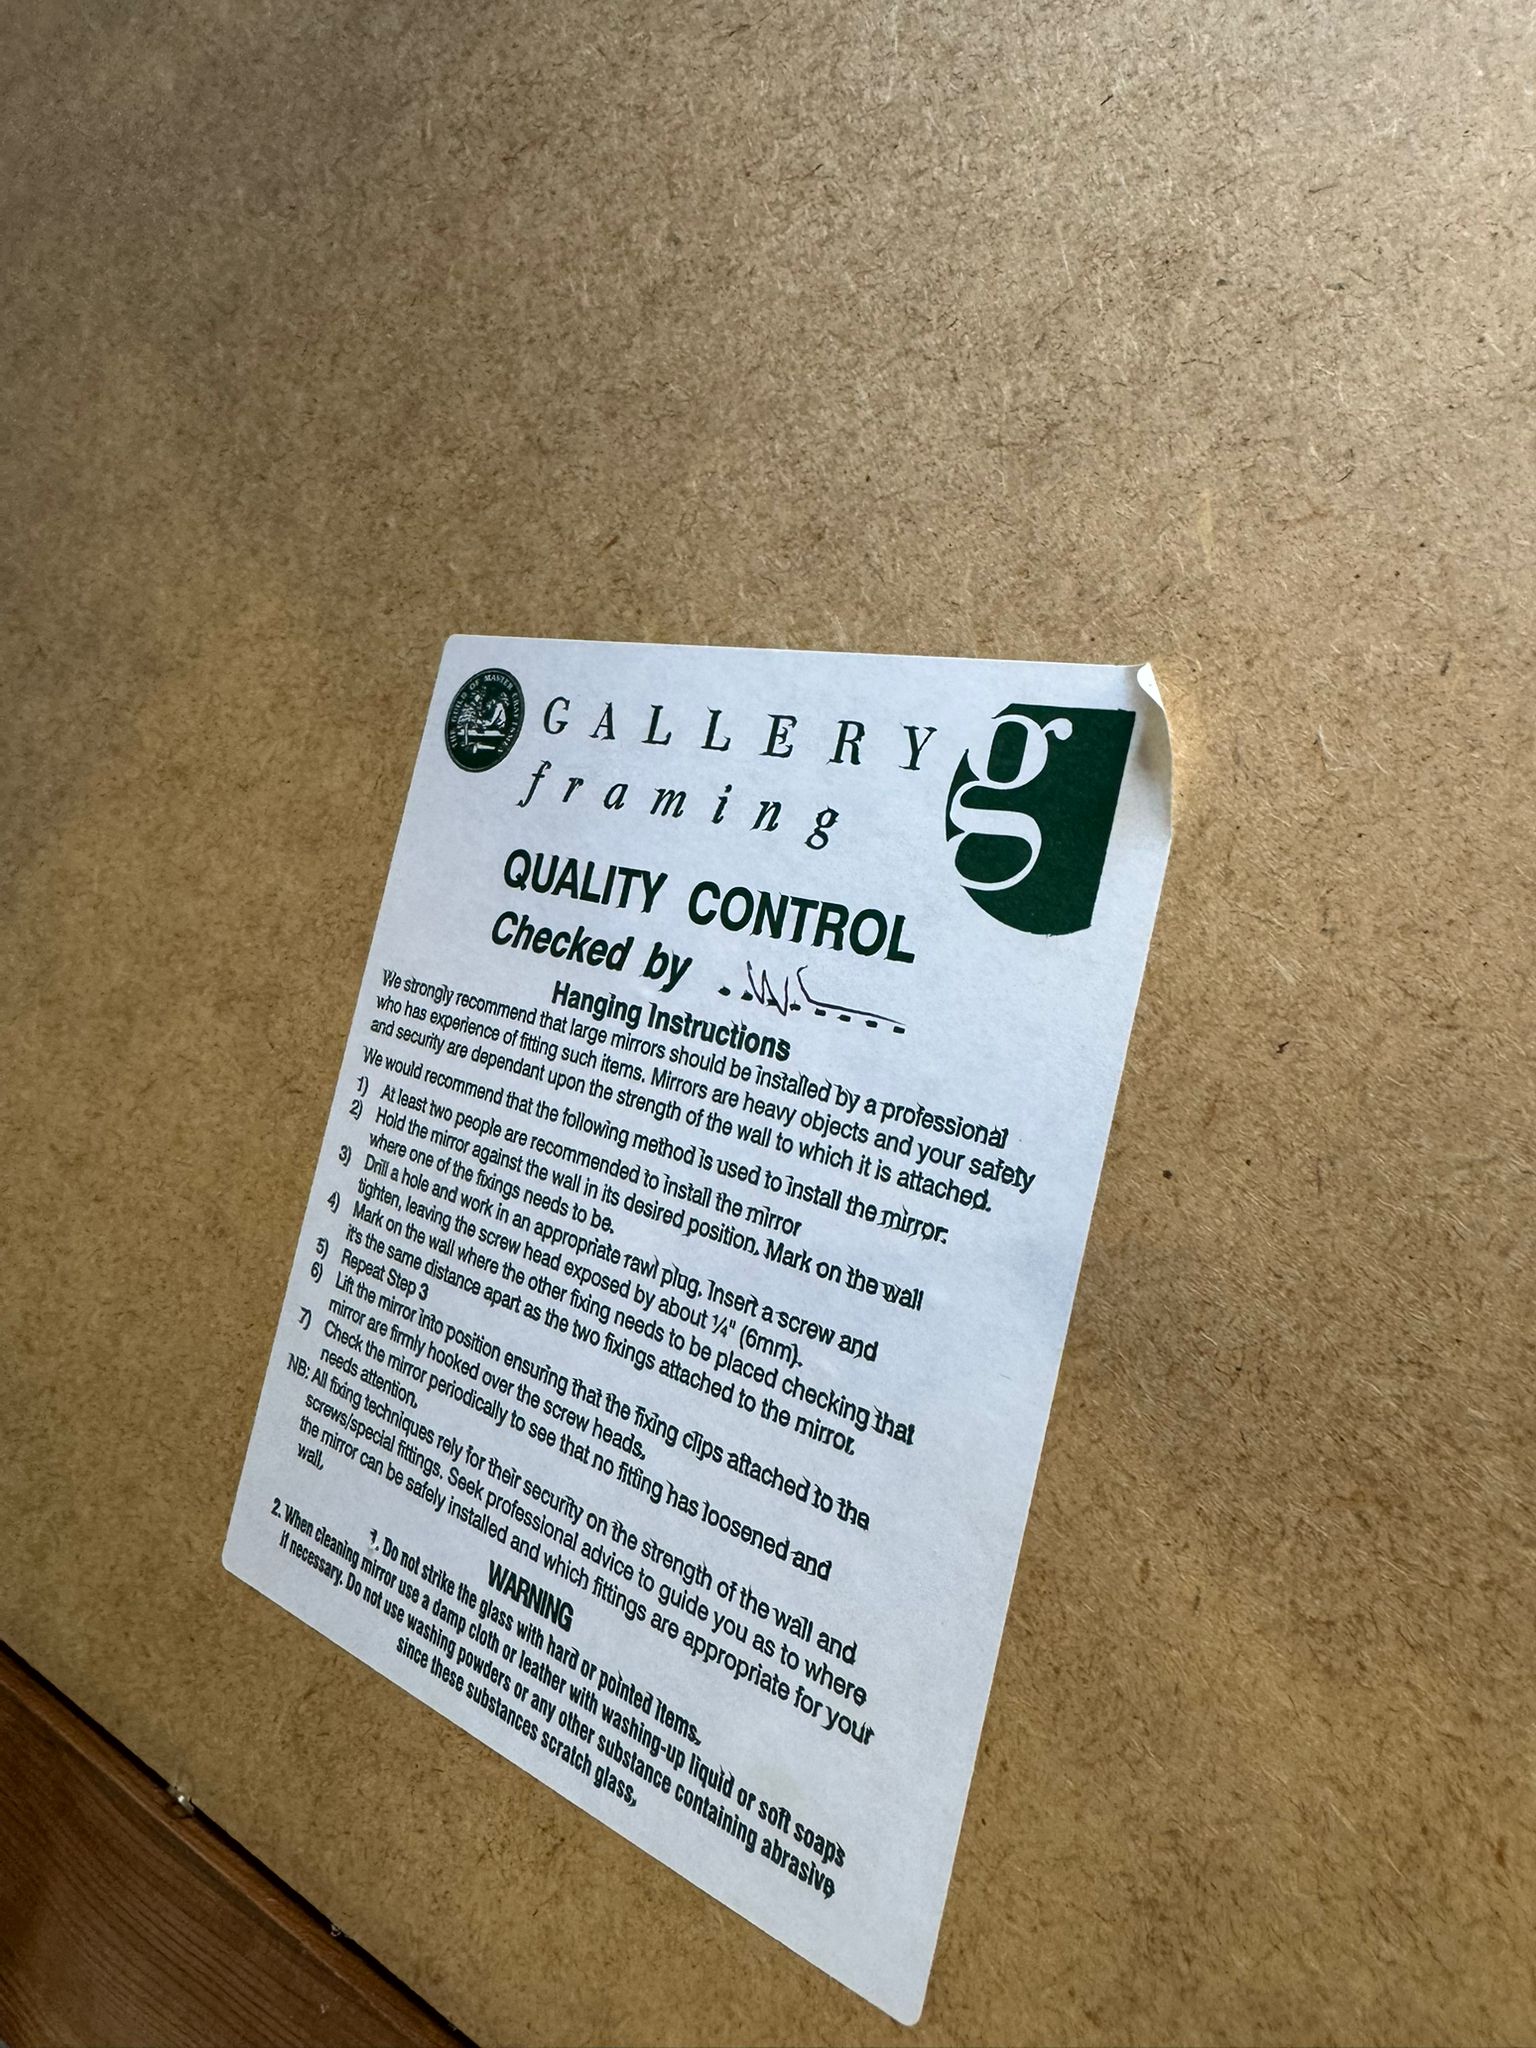 THE GUILD OF MASTER CRAFTSMEN
GALLERY
framing
g
QUALITY CONTROL
Checked by
Hanging Instructions
We strongly recommend that large mirrors should be installed by a professional
who has experience of fitting such items. Mirrors are heavy objects and your safety
and security are dependant upon the strength of the wall to which it is attached.
We would recommend that the following method is used to install the mirror.
1) At least two people are recommended to install the mirror
2) Hold the mirror against the wall in its desired position. Mark on the wall
where one of the fixings needs to be.
3) Drill a hole and work in an appropriate rawl plug. Insert a screw and
tighten, leaving the screw head exposed by about ¼" (6mm).
4) Mark on the wall where the other fixing needs to be placed checking that
it's the same distance apart as the two fixings attached to the mirror.
5) Repeat Step 3
6) Lift the mirror into position ensuring that the fixing clips attached to the
mirror are firmly hooked over the screw heads.
7) Check the mirror periodically to see that no fitting has loosened and
needs attention.
NB: All fixing techniques rely for their security on the strength of the wall and
screws/special fittings. Seek professional advice to guide you as to where
the mirror can be safely installed and which fittings are appropriate for your
wall.
WARNING
1. Do not strike the glass with hard or pointed items.
2. When cleaning mirror use a damp cloth or leather with washing-up liquid or soft soaps
if necessary. Do not use washing powders or any other substance containing abrasive
since these substances scratch glass.